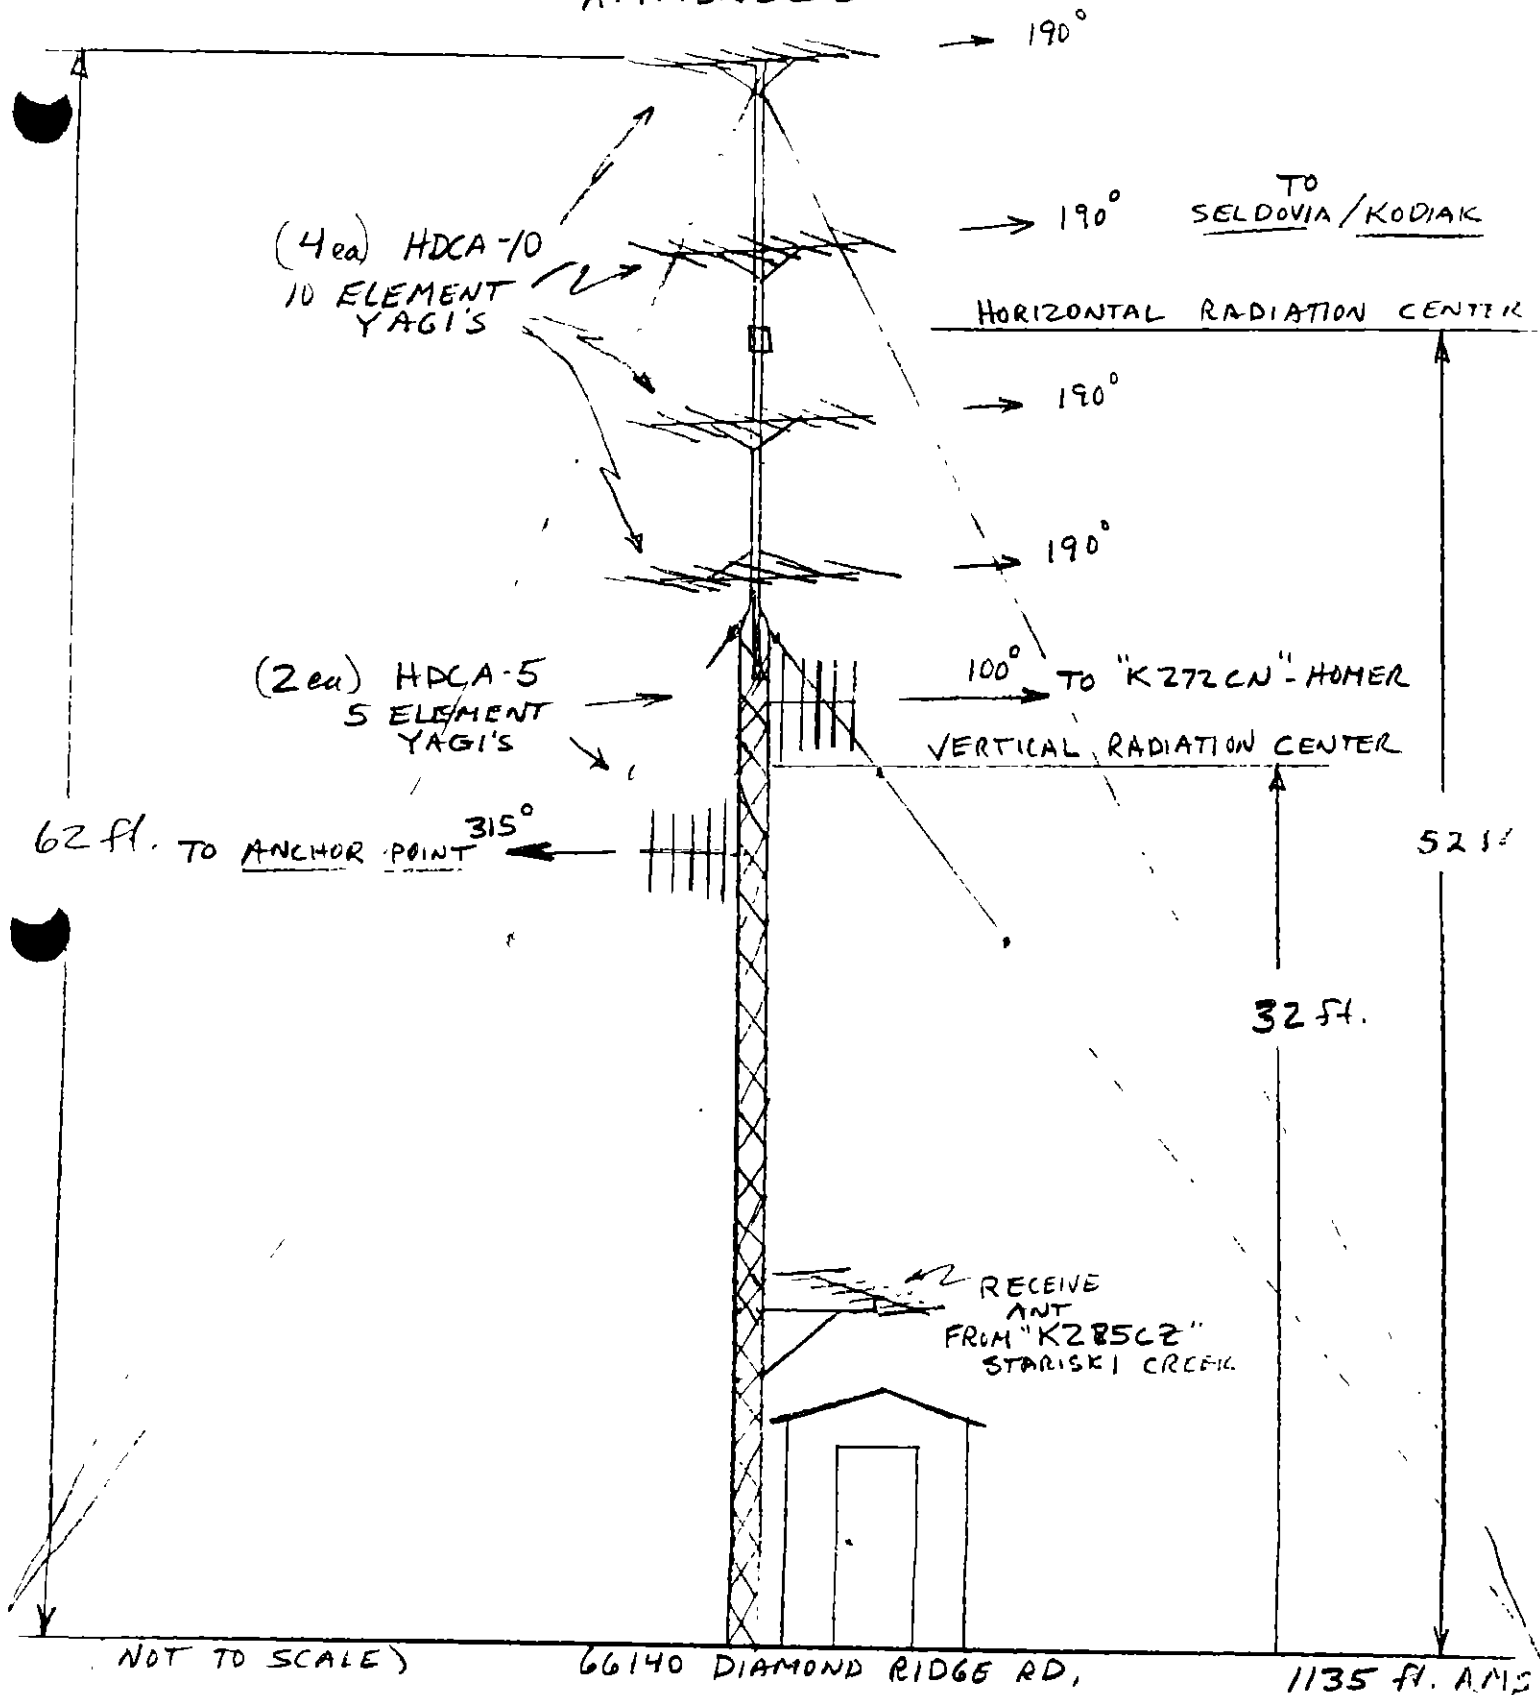 190°
190°
TO
SELDOVIA/KODIAK
(4ea) HDCA-10
10 ELEMENT
YAGI'S
HORIZONTAL RADIATION CENTER
190°
190°
(2ea) HDCA-5
5 ELEMENT
YAGI'S
100° TO "K272CN"-HOMER
VERTICAL RADIATION CENTER
62 ft.
TO ANCHOR POINT 315°
52
32 ft.
RECEIVE
ANT
FROM "K285CZ"
STARISKI CREEK
NOT TO SCALE)
66140 DIAMOND RIDGE RD,
1135 ft. AMS